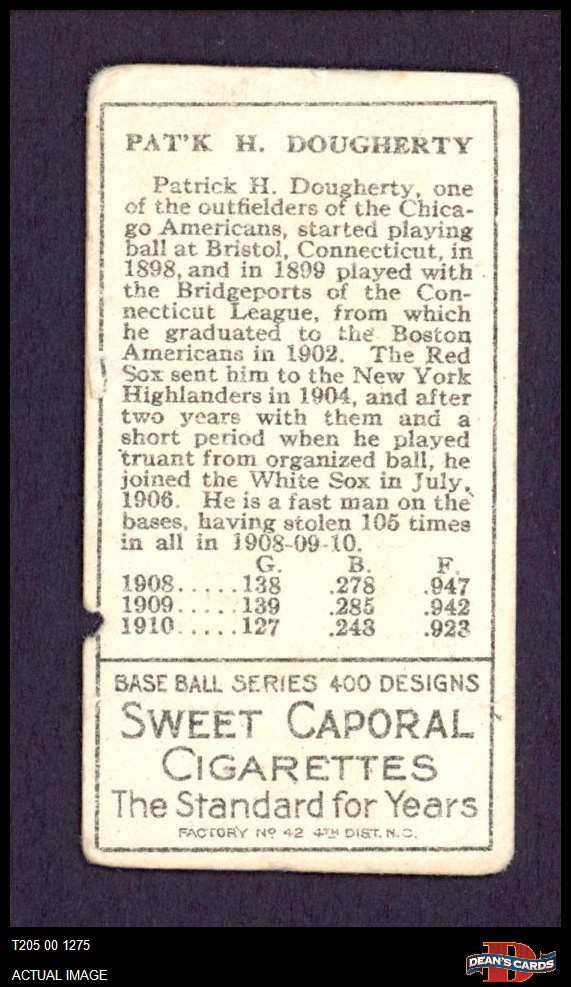 PAT'K H. DOUGHERTY
Patrick H. Dougherty, one
of the outfielders of the Chica-
go Americans, started playing
ball at Bristol, Connecticut, in
1898, and in 1899 played with
the Bridgeports of the Con-
necticut League, from which
he graduated to the Boston
Americans in 1902. The Red
Sox sent him to the New York
Highlanders in 1904, and after
two years with them and a
short period when he played
truant from organized ball, he
joined the White Sox in July,
1906. He is a fast man on the
bases, having stolen 105 times
in all in 1908-09-10.
G. B. F.
1908.....138 .278 .947
1909.....139 .285 .942
1910.....127 .248 .923
BASE BALL SERIES 400 DESIGNS
SWEET CAPORAL
CIGARETTES
The Standard for Years
FACTORY Nº 42 4TH DIST. N.C.
T205 00 1275
ACTUAL IMAGE
DEAN'S CARDS